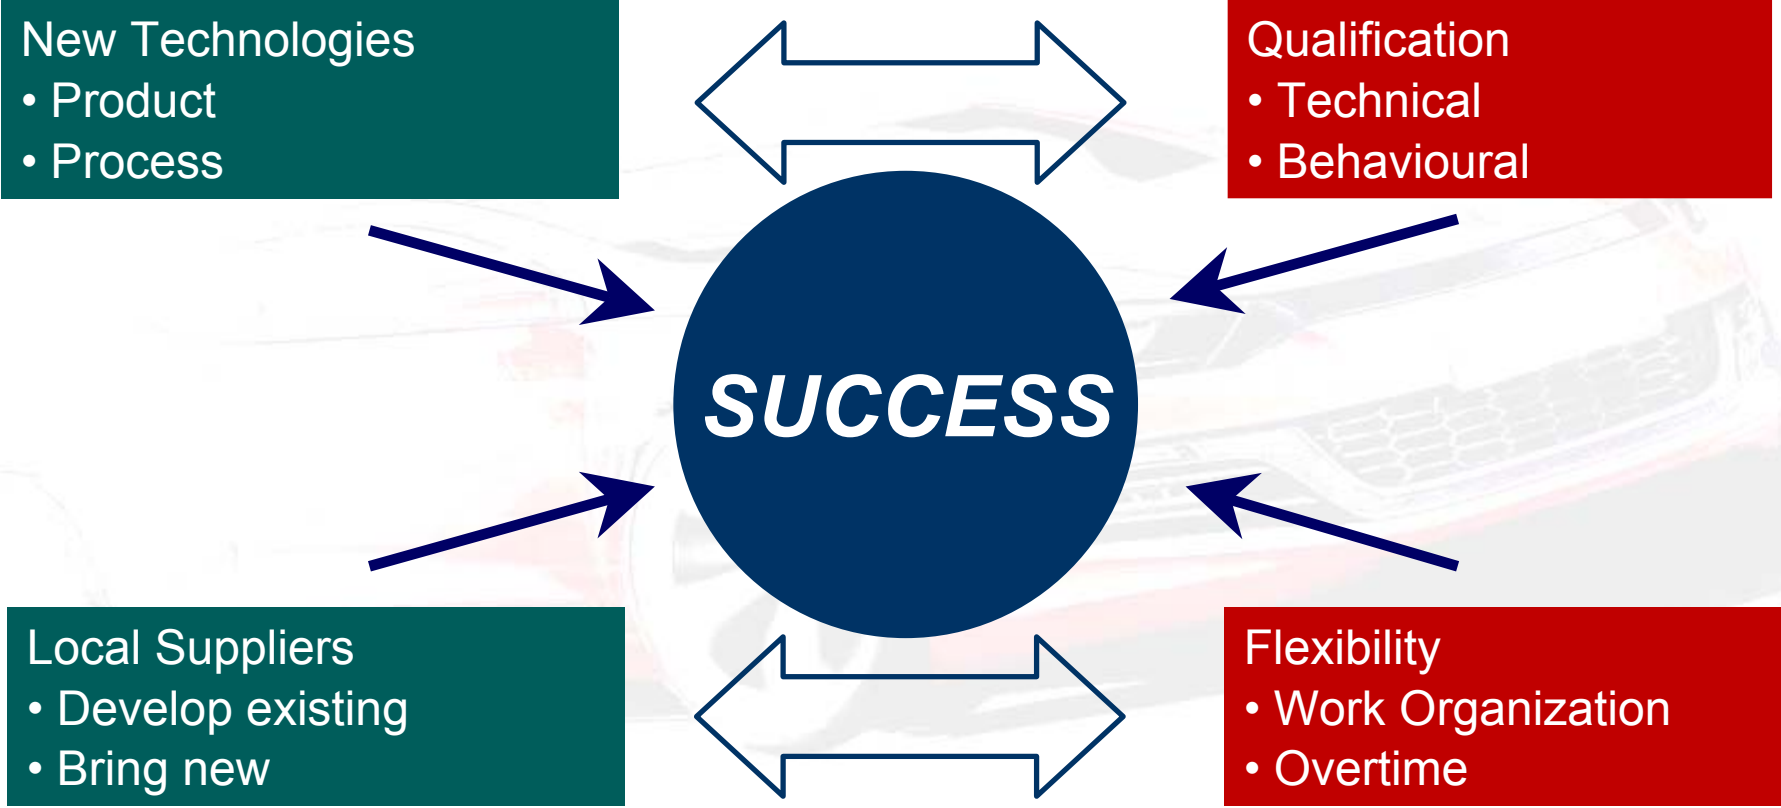 New Technologies
• Product
• Process
Qualification
• Technical
• Behavioural
SUCCESS
Local Suppliers
• Develop existing
• Bring new
Flexibility
• Work Organization
• Overtime